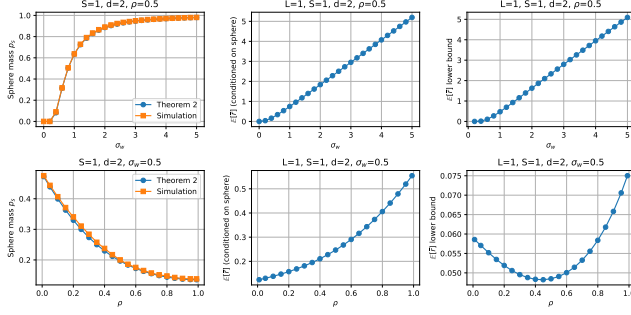 S=1, d=2, ρ=0.5
Sphere mass pₛ
1.0
0.8
0.6
0.4
0.2
0.0
Theorem 2
Simulation
0 1 2 3 4 5
σ_w
L=1, S=1, d=2, ρ=0.5
𝔼[r̄] (conditioned on sphere)
5
4
3
2
1
0
0 1 2 3 4 5
σ_w
L=1, S=1, d=2, ρ=0.5
𝔼[r̄] lower bound
5
4
3
2
1
0
0 1 2 3 4 5
σ_w
S=1, d=2, σ_w=0.5
Sphere mass pₛ
0.4
0.3
0.2
Theorem 2
Simulation
0.0 0.2 0.4 0.6 0.8 1.0
ρ
L=1, S=1, d=2, σ_w=0.5
𝔼[r̄] (conditioned on sphere)
0.5
0.4
0.3
0.2
0.0 0.2 0.4 0.6 0.8 1.0
ρ
L=1, S=1, d=2, σ_w=0.5
𝔼[r̄] lower bound
0.075
0.070
0.065
0.060
0.055
0.050
0.0 0.2 0.4 0.6 0.8 1.0
ρ